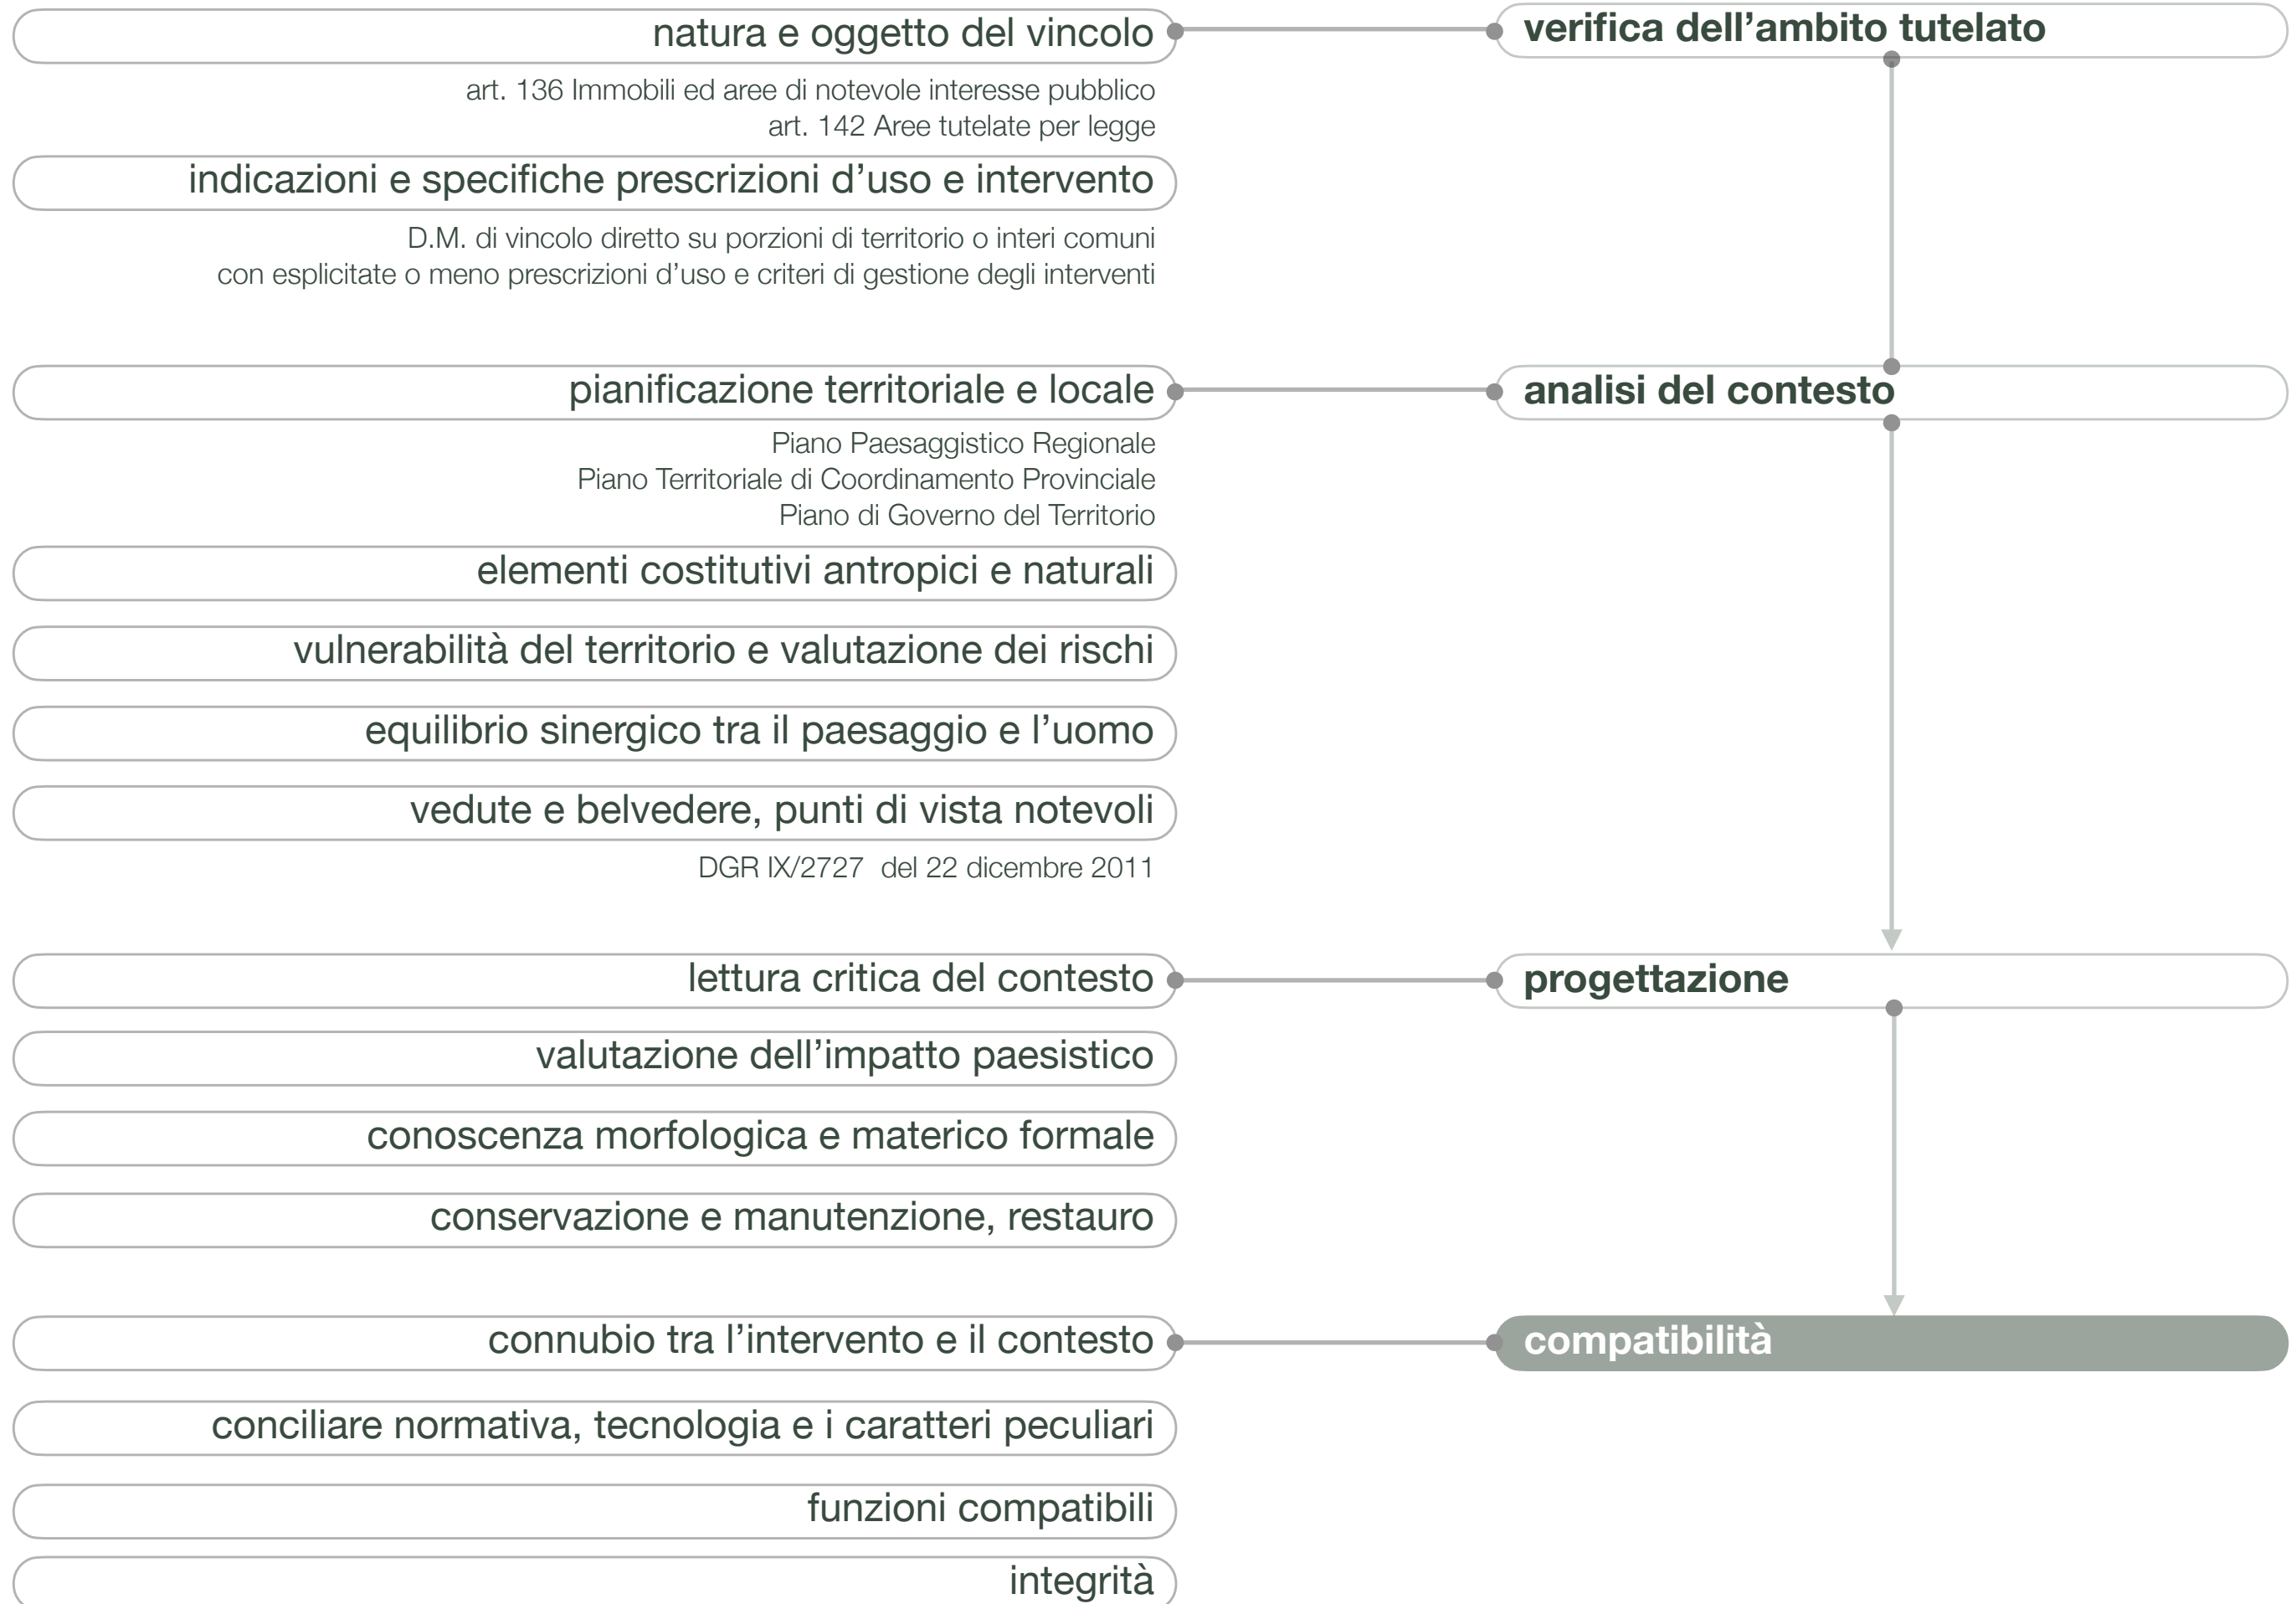 natura e oggetto del vincolo
verifica dell’ambito tutelato
art. 136 Immobili ed aree di notevole interesse pubblico
art. 142 Aree tutelate per legge
indicazioni e specifiche prescrizioni d’uso e intervento
D.M. di vincolo diretto su porzioni di territorio o interi comuni
con esplicitate o meno prescrizioni d’uso e criteri di gestione degli interventi
pianificazione territoriale e locale
analisi del contesto
Piano Paesaggistico Regionale
Piano Territoriale di Coordinamento Provinciale
Piano di Governo del Territorio
elementi costitutivi antropici e naturali
vulnerabilità del territorio e valutazione dei rischi
equilibrio sinergico tra il paesaggio e l’uomo
vedute e belvedere, punti di vista notevoli
DGR IX/2727 del 22 dicembre 2011
lettura critica del contesto
progettazione
valutazione dell’impatto paesistico
conoscenza morfologica e materico formale
conservazione e manutenzione, restauro
connubio tra l’intervento e il contesto
compatibilità
conciliare normativa, tecnologia e i caratteri peculiari
funzioni compatibili
integrità